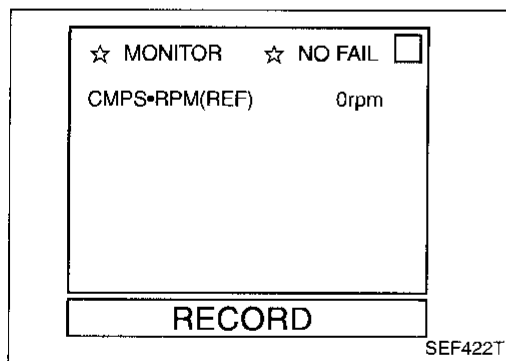 ☆ MONITOR ☆ NO FAIL
CMPS•RPM(REF) 0rpm
RECORD
SEF422T